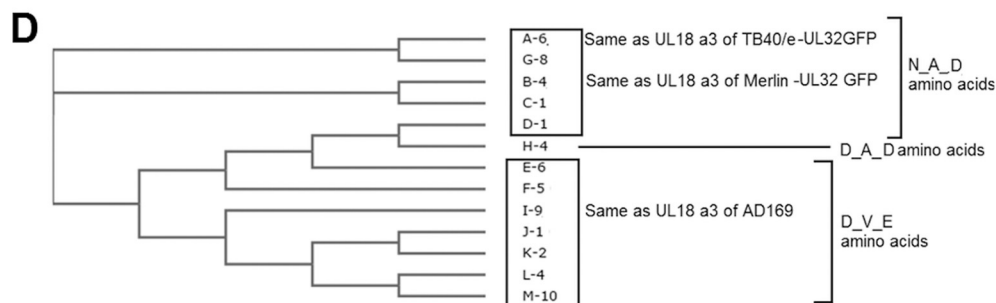 D
A-6 Same as UL18 a3 of TB40/e-UL32GFP
G-8
N_A_D
amino acids
B-4 Same as UL18 a3 of Merlin -UL32 GFP
C-1
D-1
H-4 D_A_D amino acids
E-6
F-5
I-9 Same as UL18 a3 of AD169
D_V_E
amino acids
J-1
K-2
L-4
M-10